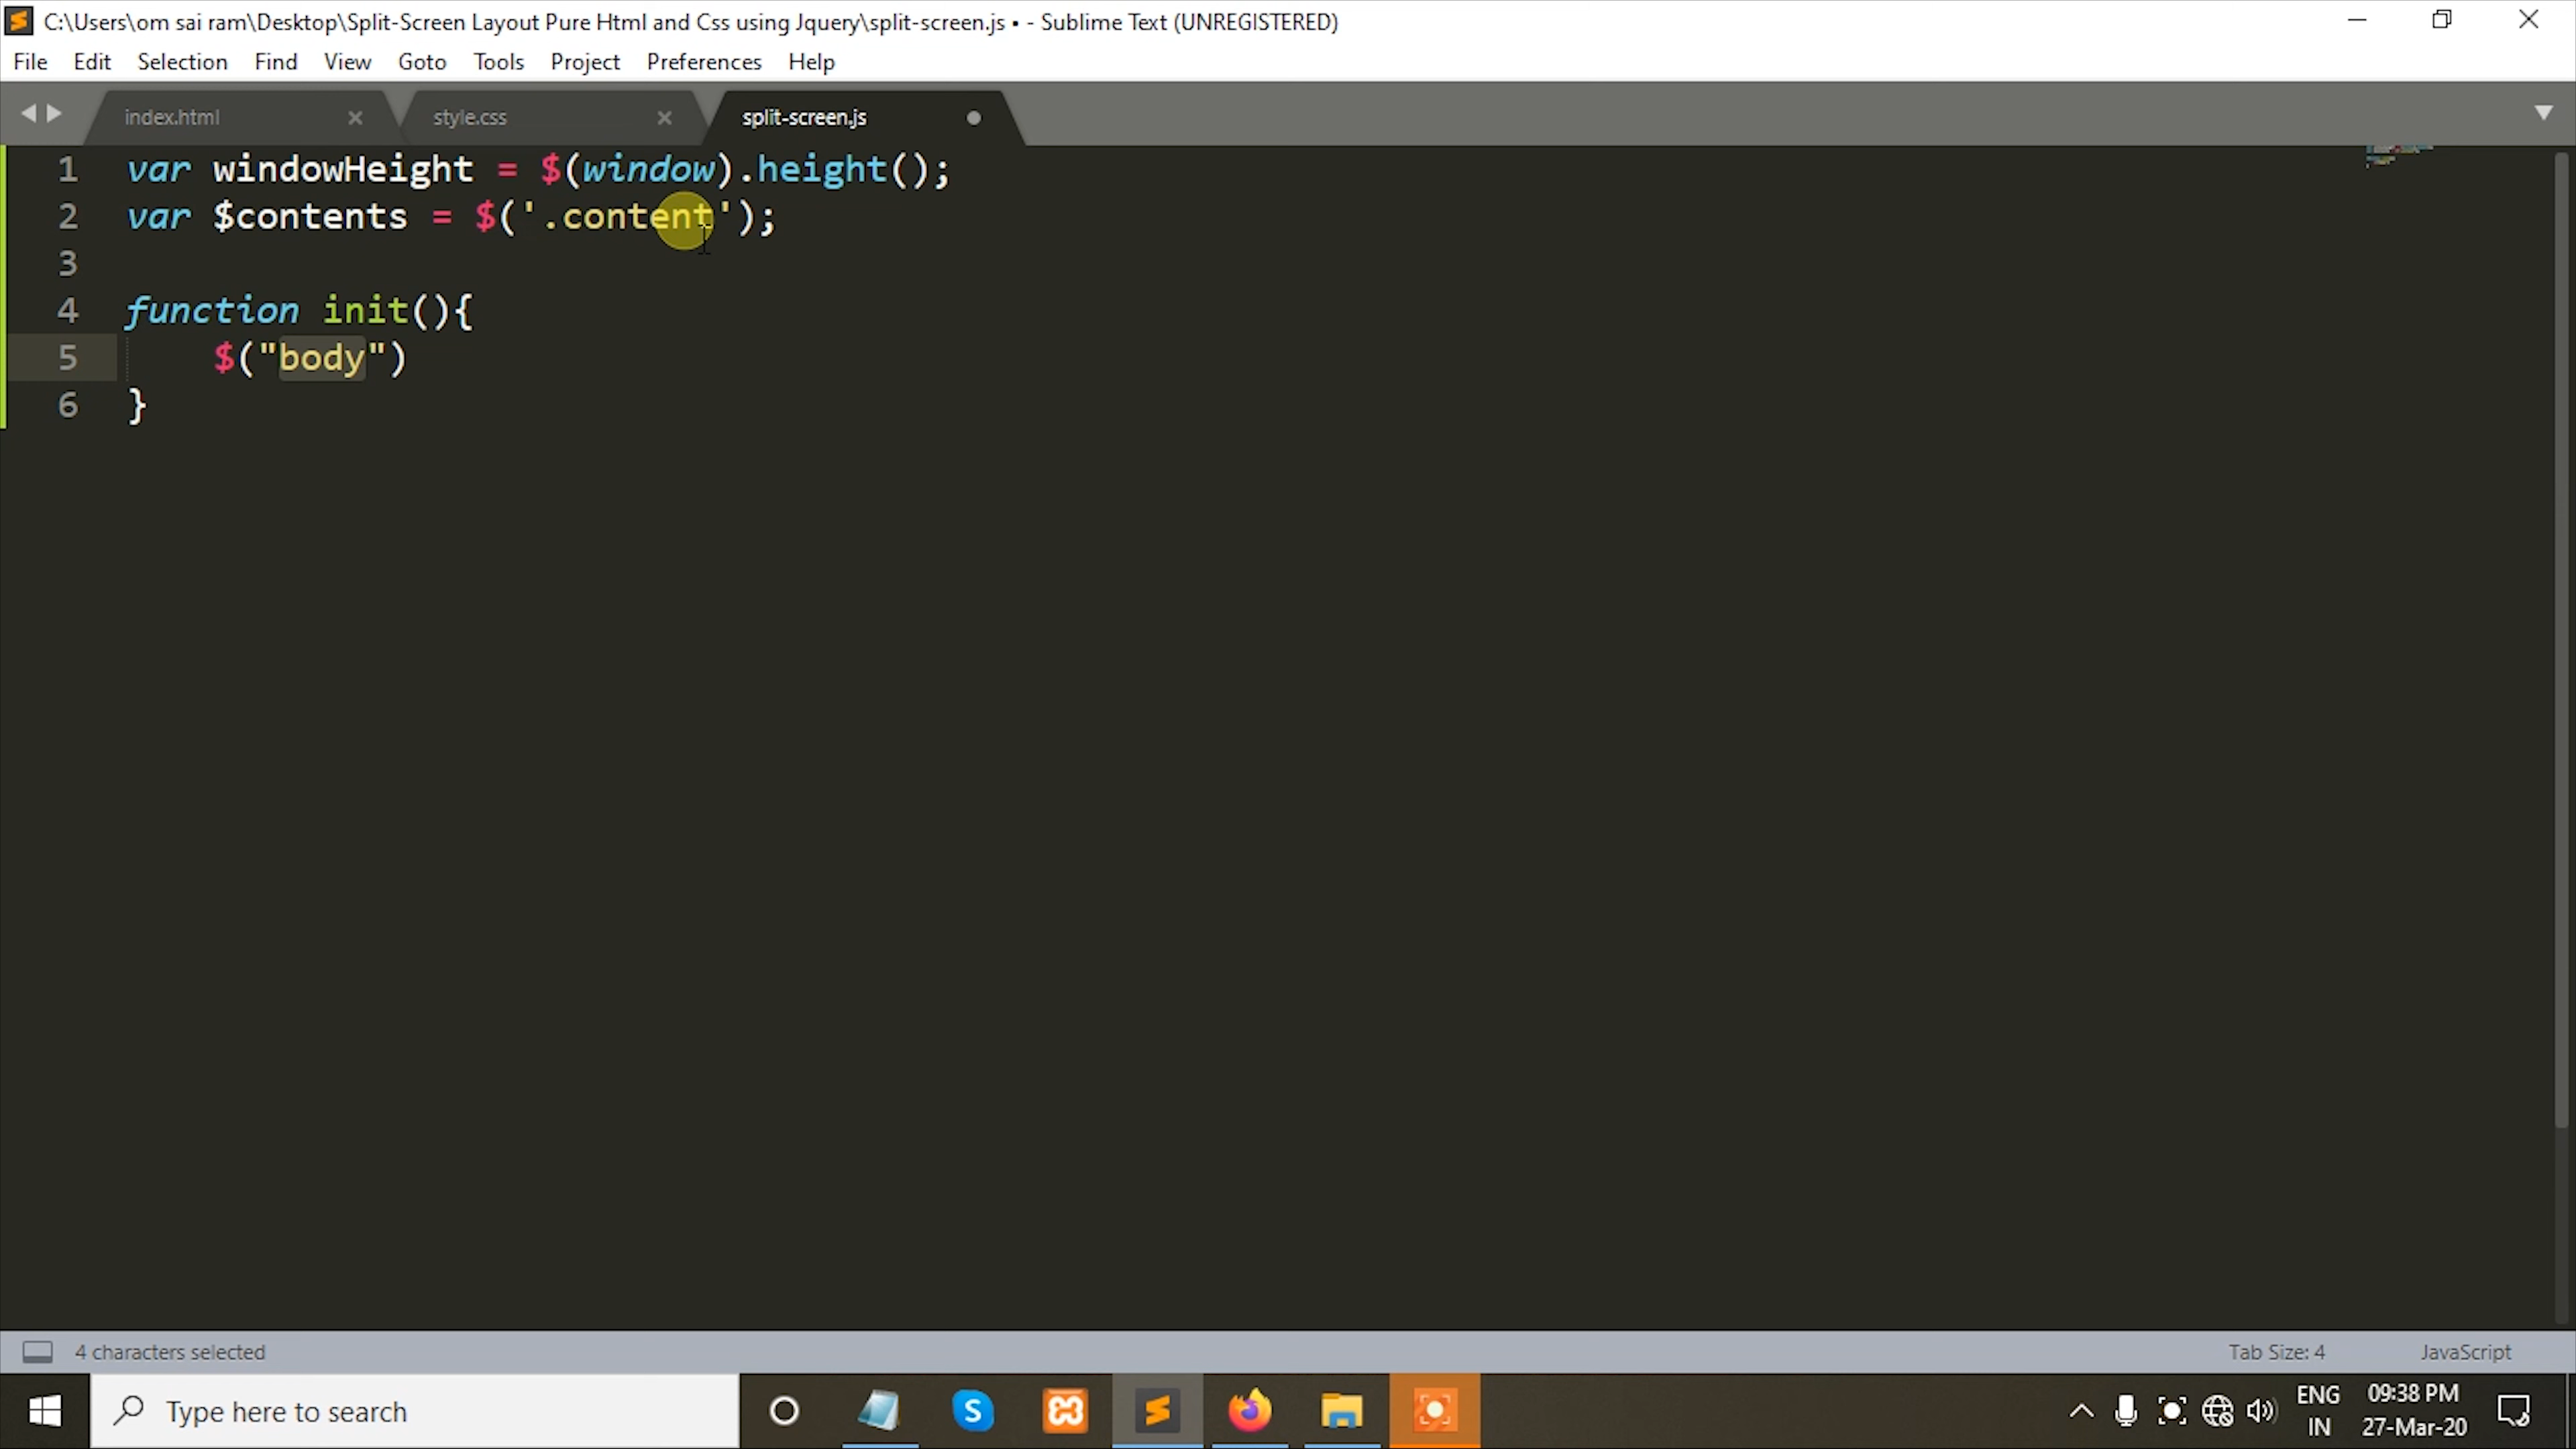 C:\Users\om sai ram\Desktop\Split-Screen Layout Pure Html and Css using Jquery\split-screen.js • - Sublime Text (UNREGISTERED)
File Edit Selection Find View Goto Tools Project Preferences Help
index.html style.css split-screen.js
1 var windowHeight = $(window).height();
2 var $contents = $('.content');
3
4 function init(){
5 $("body")
6 }
4 characters selected Tab Size: 4 JavaScript
Type here to search ENG 09:38 PM
IN 27-Mar-20